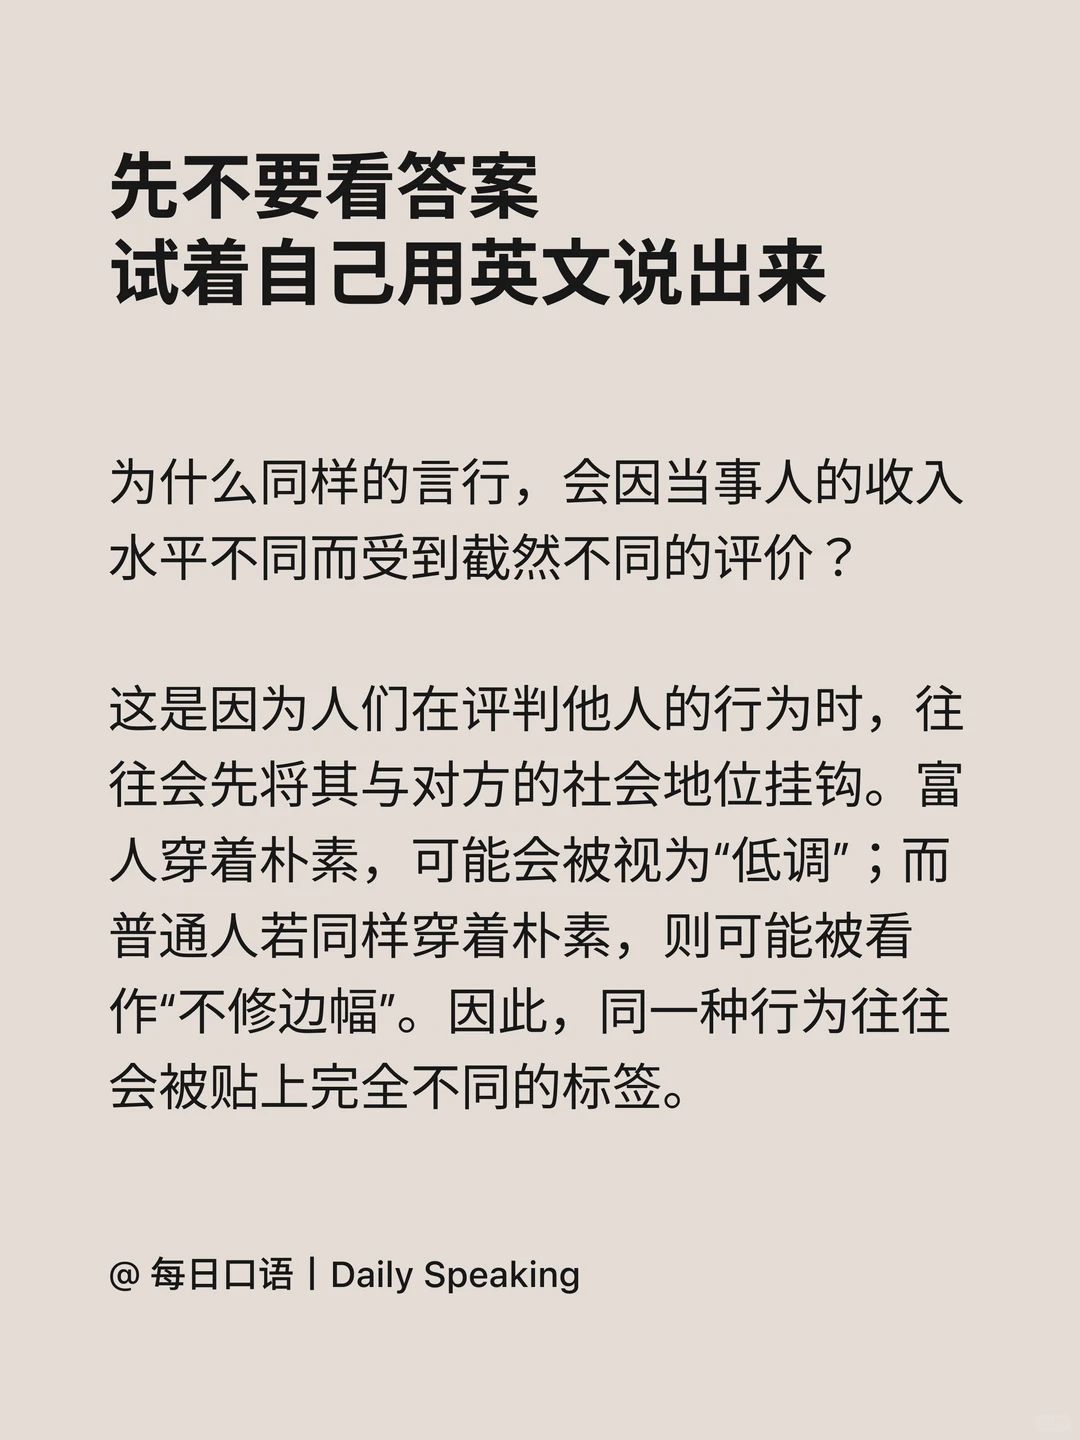 先不要看答案
试着自己用英文说出来
为什么同样的言行，会因当事人的收入
水平不同而受到截然不同的评价？
这是因为人们在评判他人的行为时，往
往会先将其与对方的社会地位挂钩。富
人穿着朴素，可能会被视为“低调”；而
普通人若同样穿着朴素，则可能被看
作“不修边幅”。因此，同一种行为往往
会被贴上完全不同的标签。
@ 每日口语 | Daily Speaking